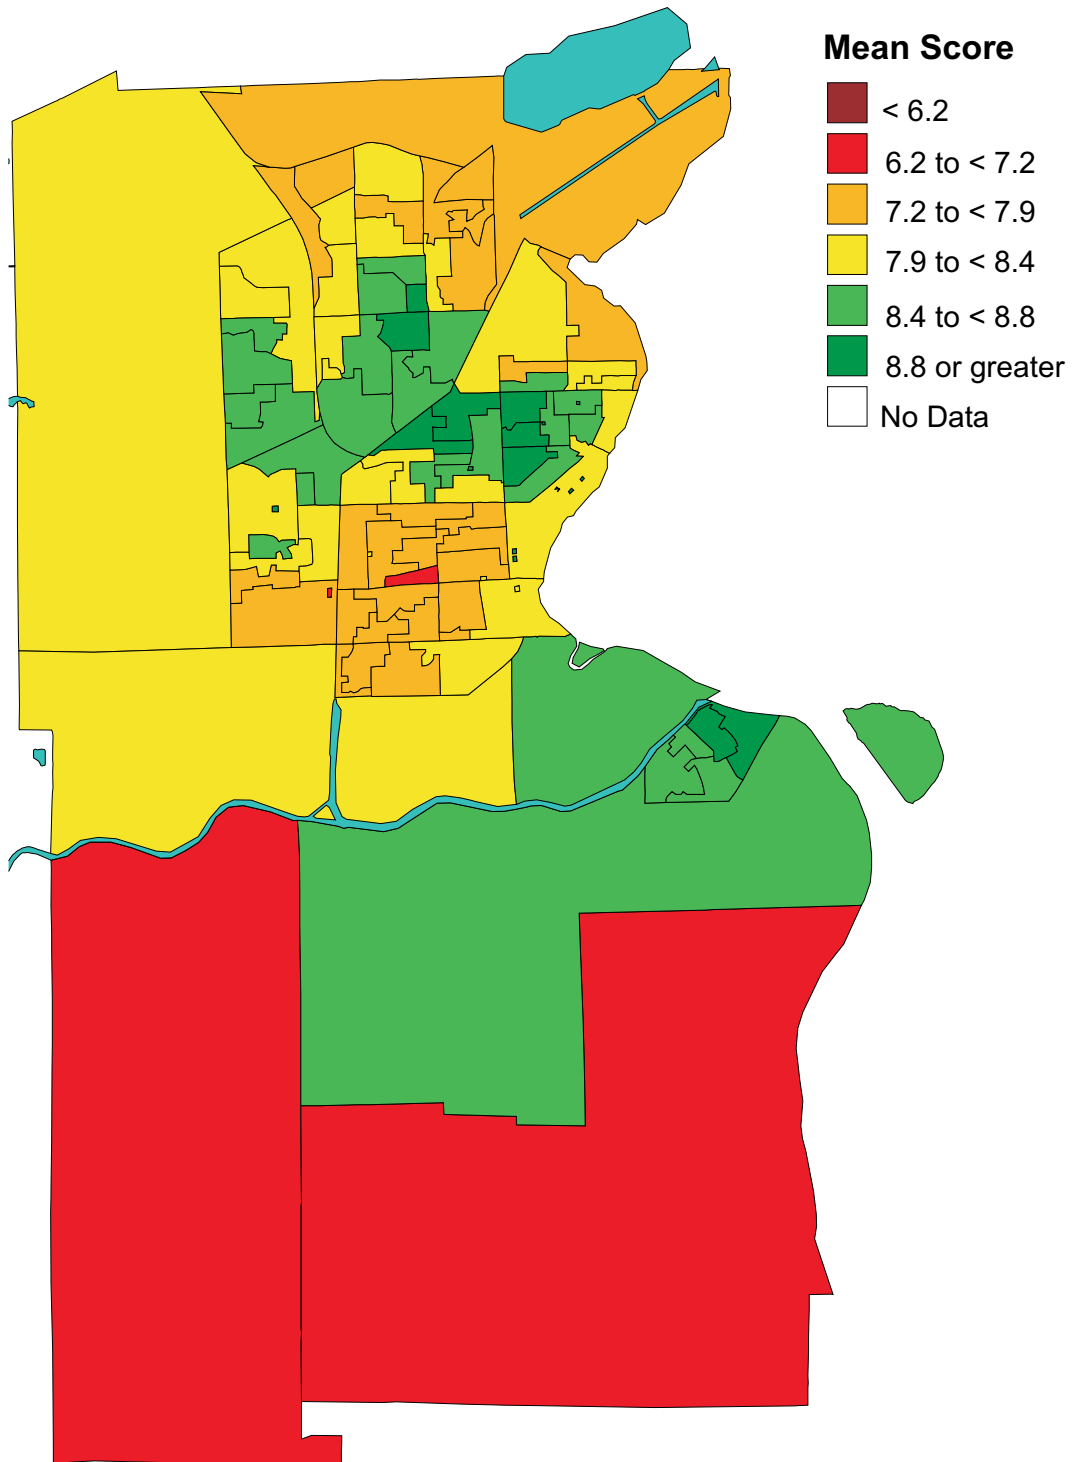 Mean Score
< 6.2
6.2 to < 7.2
7.2 to < 7.9
7.9 to < 8.4
8.4 to < 8.8
8.8 or greater
No Data